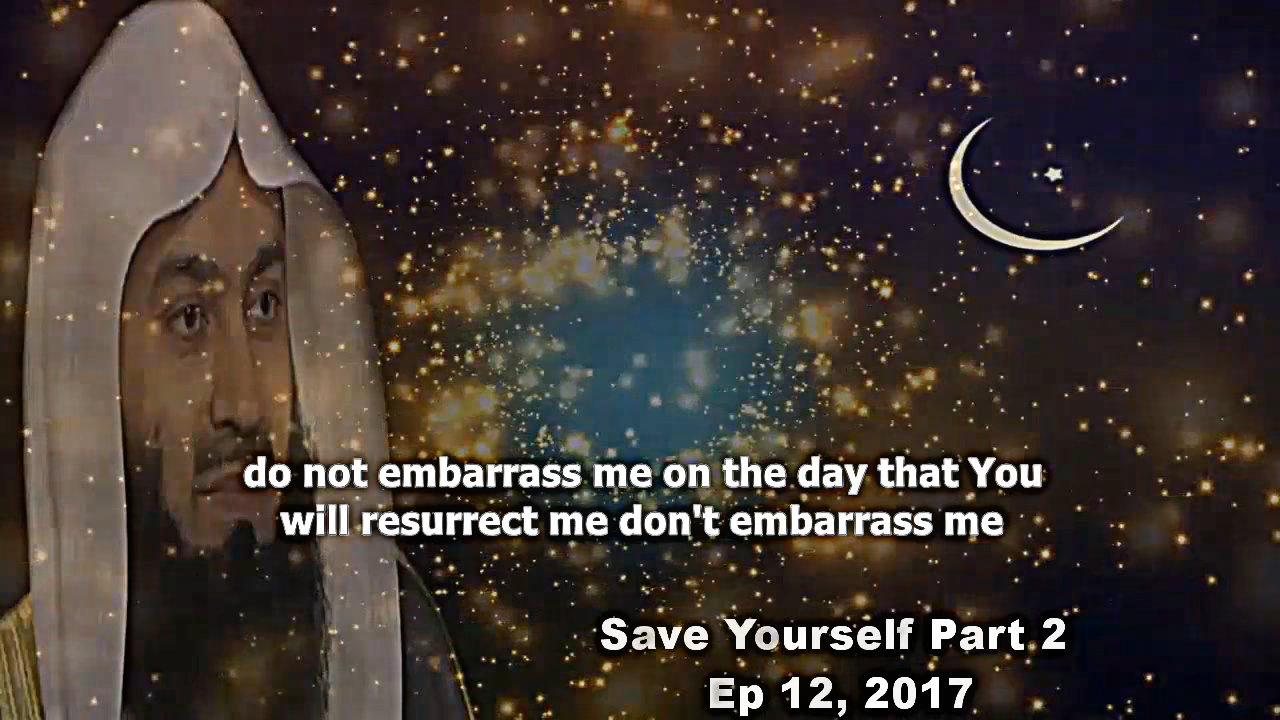 do not embarrass me on the day that You
will resurrect me don't embarrass me
Save Yourself Part 2
Ep 12, 2017